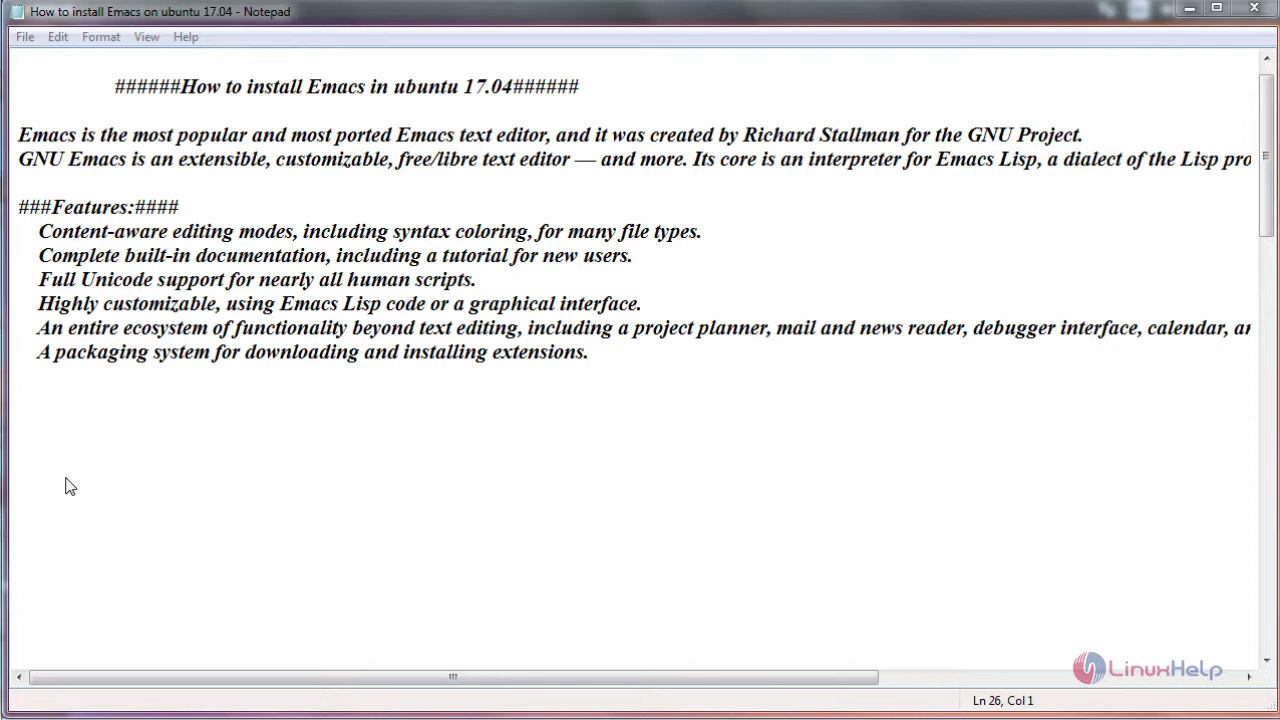 How to install Emacs on ubuntu 17.04 - Notepad
File Edit Format View Help
######How to install Emacs in ubuntu 17.04######
Emacs is the most popular and most ported Emacs text editor, and it was created by Richard Stallman for the GNU Project.
GNU Emacs is an extensible, customizable, free/libre text editor — and more. Its core is an interpreter for Emacs Lisp, a dialect of the Lisp pro
###Features:####
Content-aware editing modes, including syntax coloring, for many file types.
Complete built-in documentation, including a tutorial for new users.
Full Unicode support for nearly all human scripts.
Highly customizable, using Emacs Lisp code or a graphical interface.
An entire ecosystem of functionality beyond text editing, including a project planner, mail and news reader, debugger interface, calendar, an
A packaging system for downloading and installing extensions.
LinuxHelp
Ln 26, Col 1